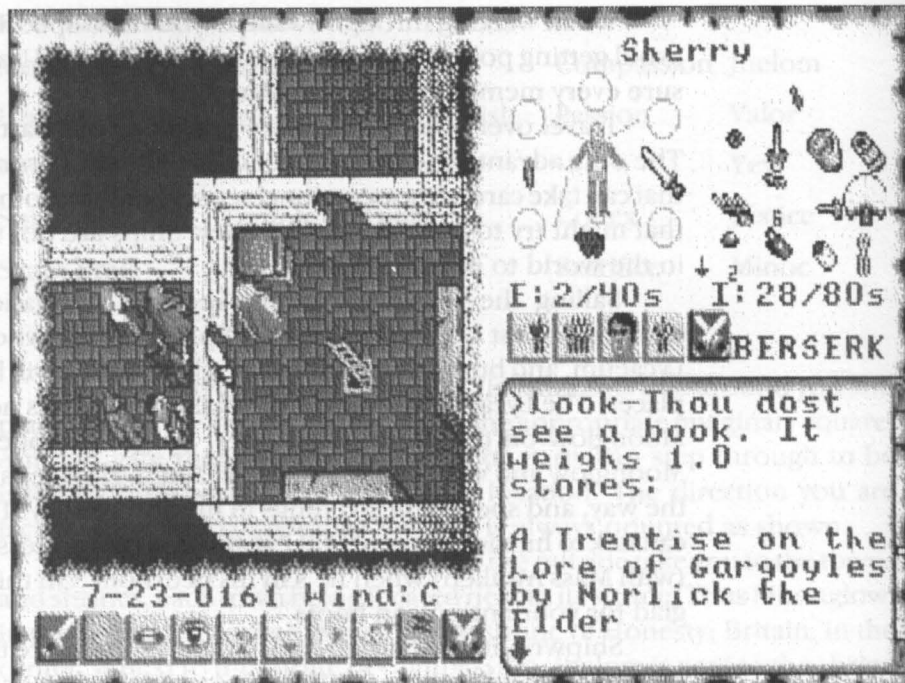 Sherry
6
E:2/40s I:28/80s
BERSERK
>Look-Thou dost
see a book. It
weighs 1.0
stones:
A Treatise on the
Lore of Gargoyles
by Norlick the
Elder
7-23-0161 Wind:C